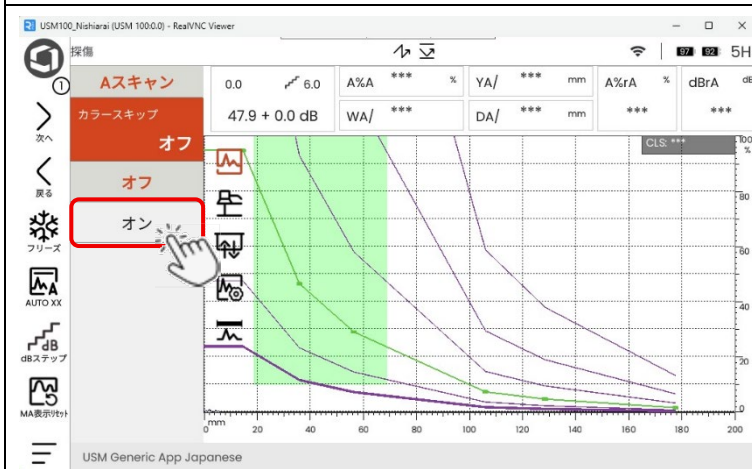 USM100_Nishiarai (USM 100:0.0) - RealVNC Viewer
探傷
97 92 5H
1
Aスキャン
0.0 6.0
A%A *** %
YA/ *** mm
A%rA %
***
dBrA dB
***
47.9 + 0.0 dB
WA/ ***
DA/ *** mm
カラースキップ
オフ
オフ
オン
次へ
戻る
フリーズ
AUTO XX
dB
dBステップ
MA表示リセット
CLS: ***
100
%
80
60
40
20
0
mm 20 40 60 80 100 120 140 160 180 200
USM Generic App Japanese